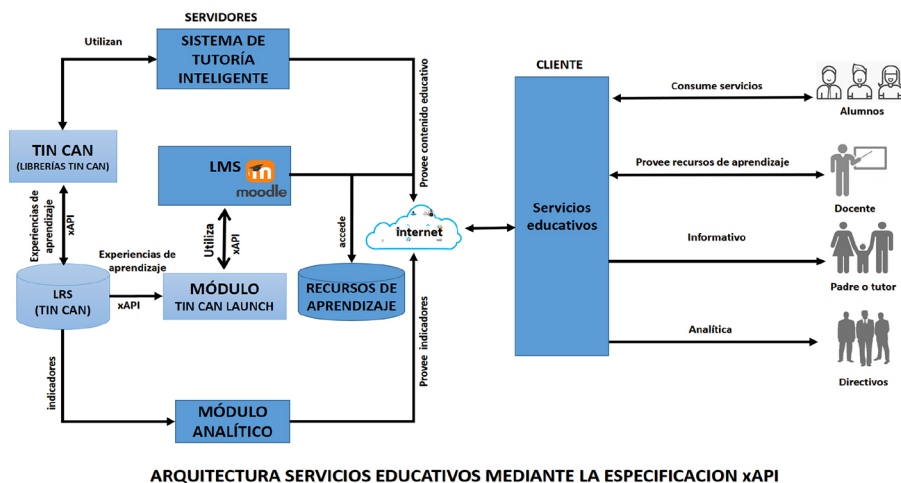 SERVIDORES
Utilizan
SISTEMA DE
TUTORÍA
INTELIGENTE
CLIENTE
Consume servicios
Alumnos
TIN CAN
(LIBRERÍAS TIN CAN)
LMS
moodle
Provee contenido educativo
Provee recursos de aprendizaje
Docente
Experiencias de
aprendizaje
xAPI
Utiliza
xAPI
accede
internet
Servicios
educativos
Experiencias de
aprendizaje
LRS
(TIN CAN)
xAPI
MÓDULO
TIN CAN LAUNCH
RECURSOS DE
APRENDIZAJE
Informativo
Padre o tutor
Provee indicadores
Analítica
Directivos
indicadores
MÓDULO
ANALÍTICO
ARQUITECTURA SERVICIOS EDUCATIVOS MEDIANTE LA ESPECIFICACION xAPI